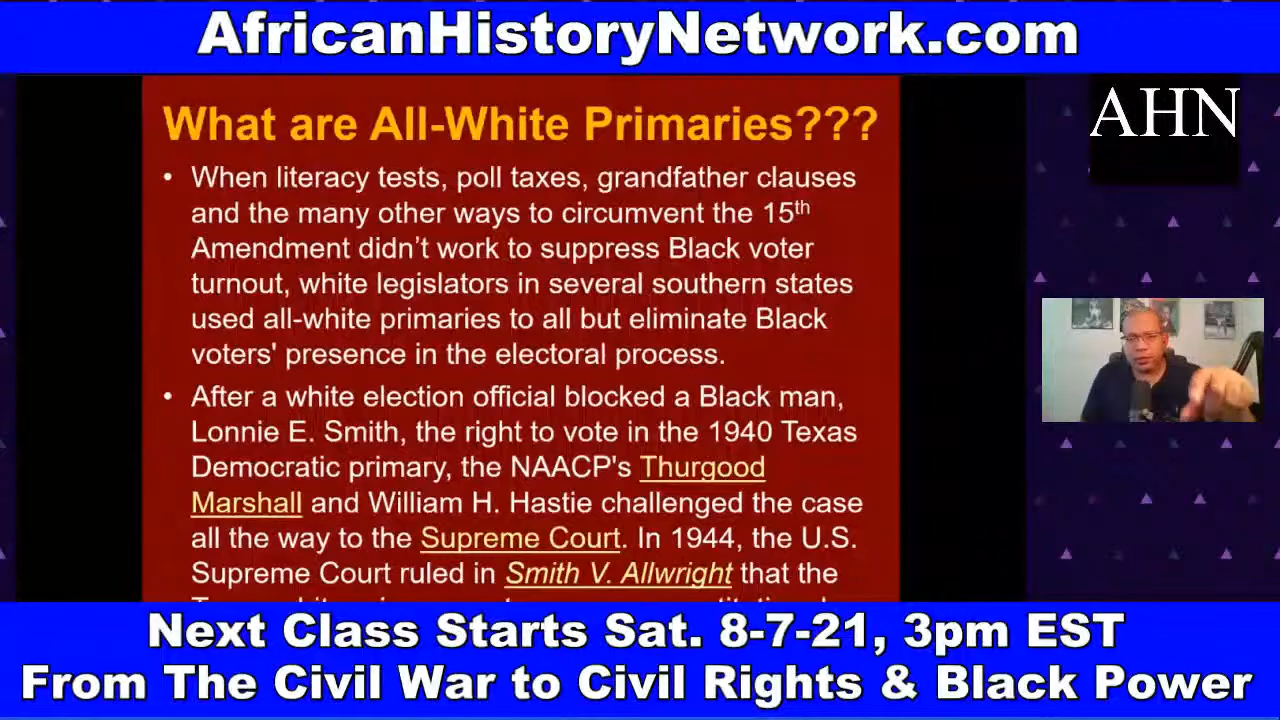 AfricanHistoryNetwork.com
AHN
What are All-White Primaries???
• When literacy tests, poll taxes, grandfather clauses
and the many other ways to circumvent the 15th
Amendment didn’t work to suppress Black voter
turnout, white legislators in several southern states
used all-white primaries to all but eliminate Black
voters' presence in the electoral process.
• After a white election official blocked a Black man,
Lonnie E. Smith, the right to vote in the 1940 Texas
Democratic primary, the NAACP's Thurgood
Marshall and William H. Hastie challenged the case
all the way to the Supreme Court. In 1944, the U.S.
Supreme Court ruled in Smith V. Allwright that the
Next Class Starts Sat. 8-7-21, 3pm EST
From The Civil War to Civil Rights & Black Power